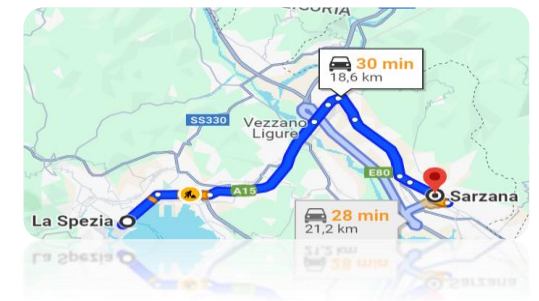 LIGURIA
30 min
18,6 km
SS330
Vezzano
Ligure
A15
E80
Sarzana
La Spezia
28 min
21,2 km